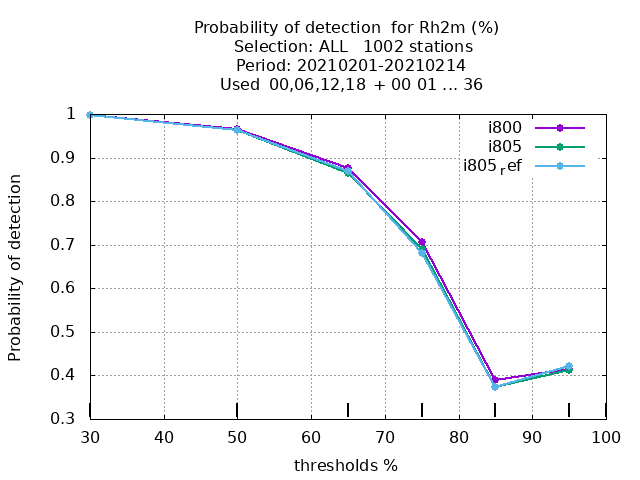 Probability of detection for Rh2m (%)
Selection: ALL 1002 stations
Period: 20210201-20210214
Used 00,06,12,18 + 00 01 ... 36
1
0.9
0.8
0.7
0.6
0.5
0.4
0.3
Probability of detection
i800
i805
i805ref
30 40 50 60 70 80 90 100
thresholds %